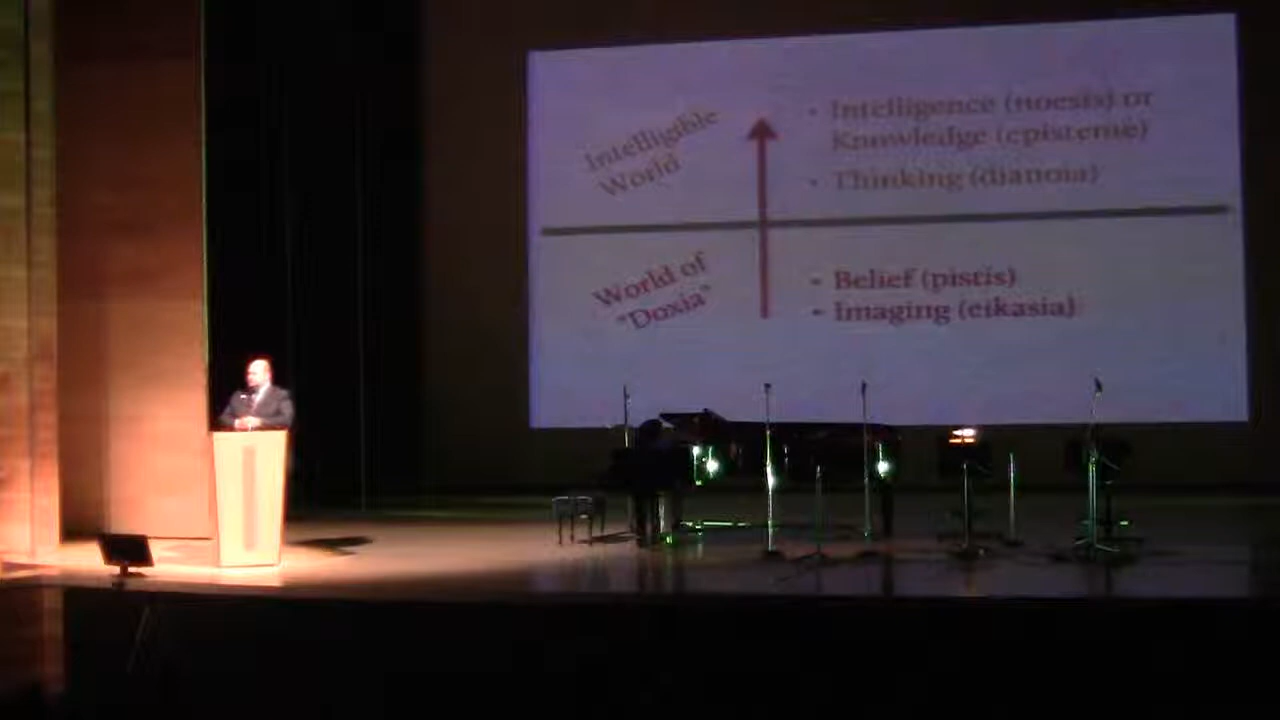 Intelligible
World
• Intelligence (noesis) or
Knowledge (episteme)
• Thinking (dianoia)
World of
"Doxia"
• Belief (pistis)
• Imaging (eikasia)